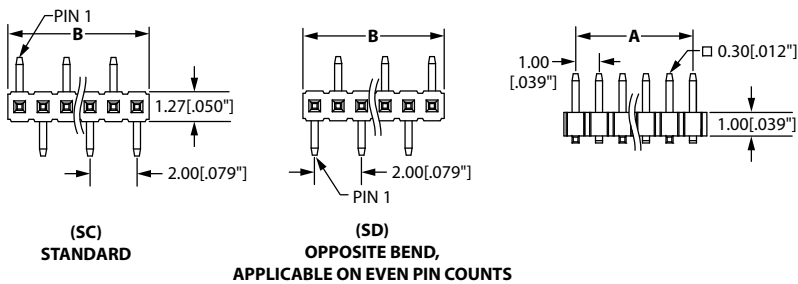 PIN 1
B
1.27[.050"]
2.00[.079"]
(SC)
STANDARD
B
2.00[.079"]
PIN 1
(SD)
OPPOSITE BEND,
APPLICABLE ON EVEN PIN COUNTS
A
1.00
[.039"]
□ 0.30[.012"]
1.00[.039"]